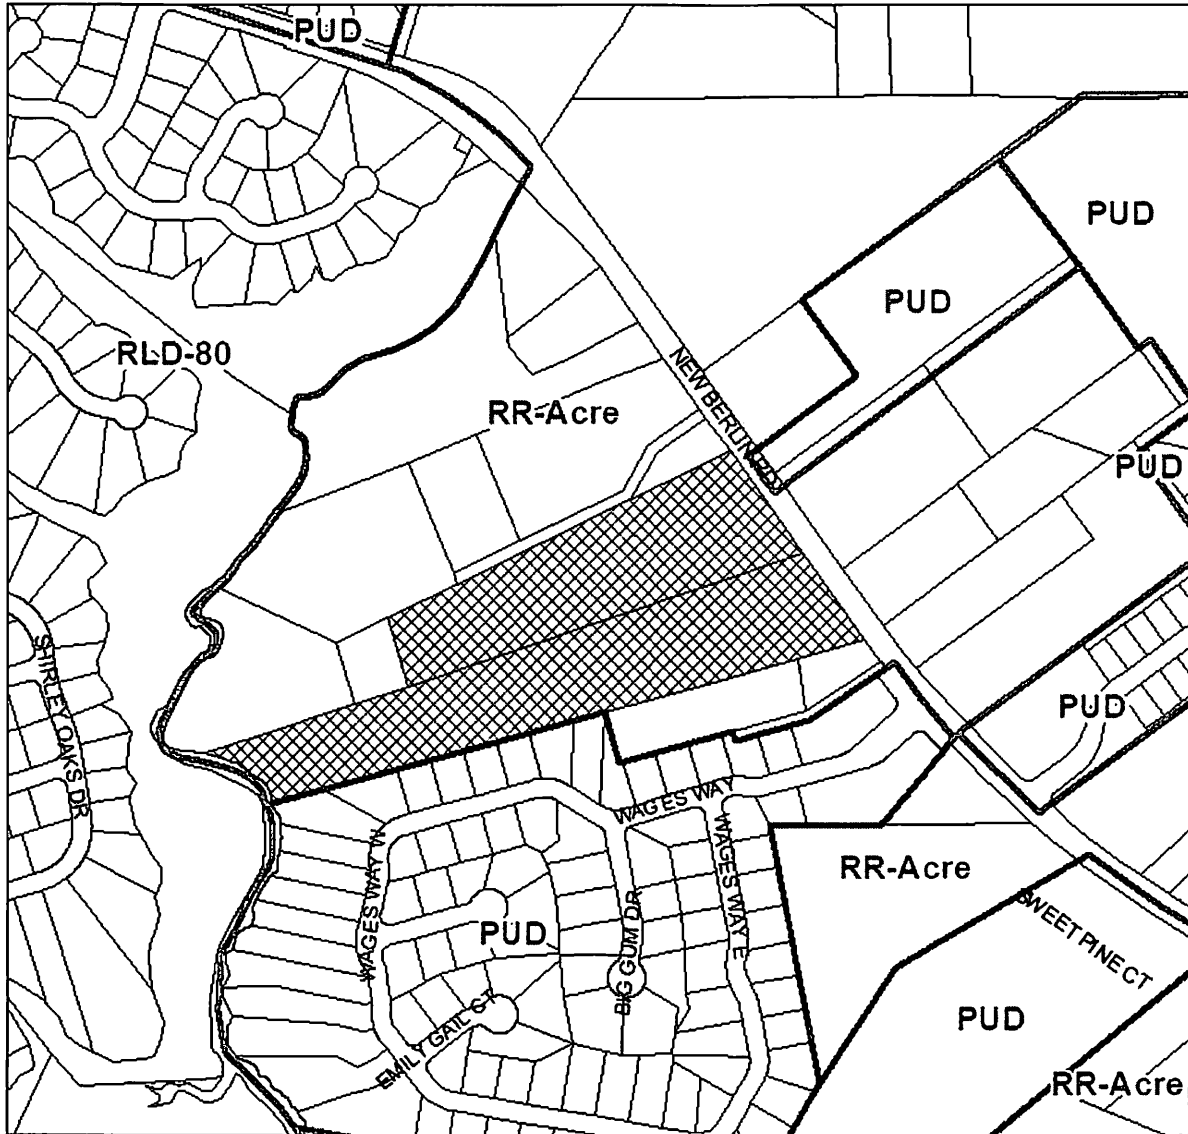 PUD
PUD
PUD
RLD-80
RR-Acre
NEW BERLIN RD
PUD
SHIRLEY OAKS DR
PUD
WAGES WAY
WAGES WAY W
WAGES WAY E
RR-Acre
BIG GUM DR
PUD
SWEET PINE CT
EMILY GAIL CT
PUD
RR-Acre